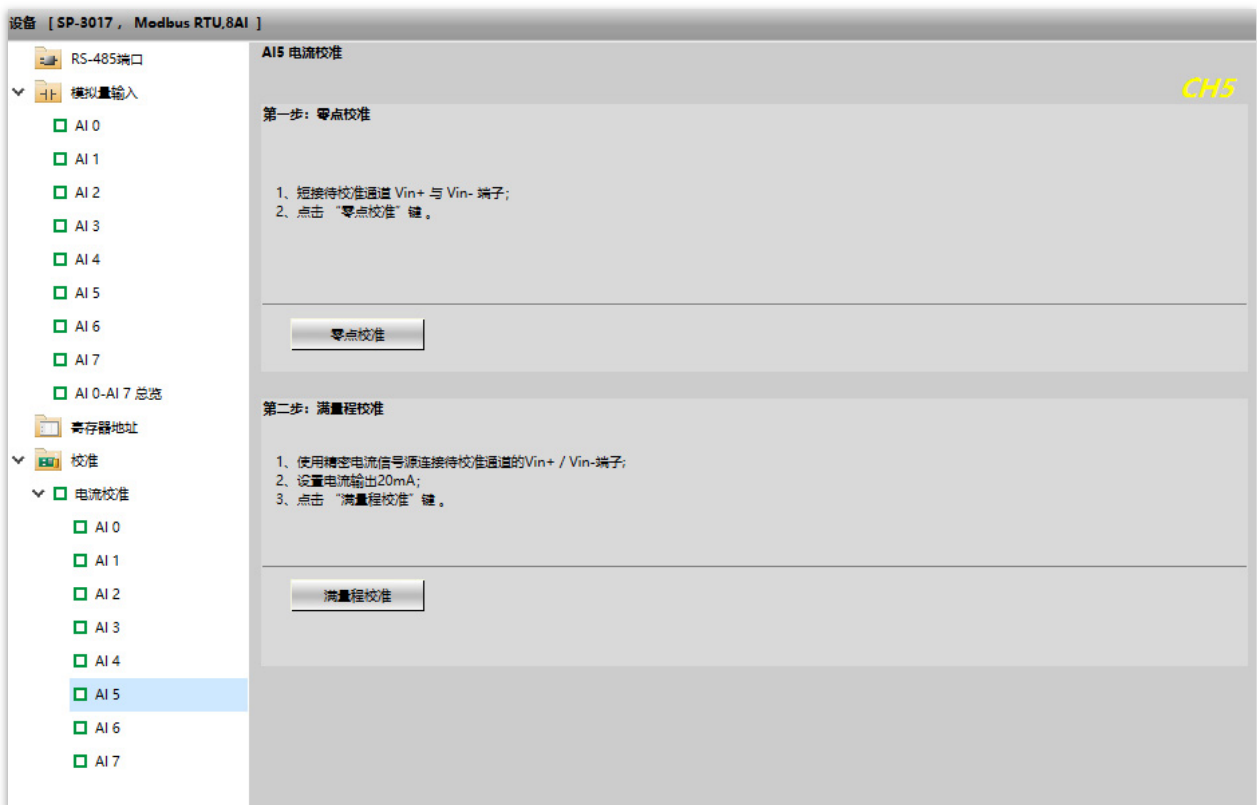 设备 [ SP-3017 , Modbus RTU,8AI ]
RS-485端口
模拟量输入
AI 0
AI 1
AI 2
AI 3
AI 4
AI 5
AI 6
AI 7
AI 0-AI 7 总览
寄存器地址
校准
电流校准
AI 0
AI 1
AI 2
AI 3
AI 4
AI 5
AI 6
AI 7
AI5 电流校准
CH5
第一步：零点校准
1、短接待校准通道 Vin+ 与 Vin- 端子;
2、点击 “零点校准” 键 。
零点校准
第二步：满量程校准
1、使用精密电流信号源连接待校准通道的Vin+ / Vin-端子;
2、设置电流输出20mA;
3、点击 “满量程校准” 键 。
满量程校准